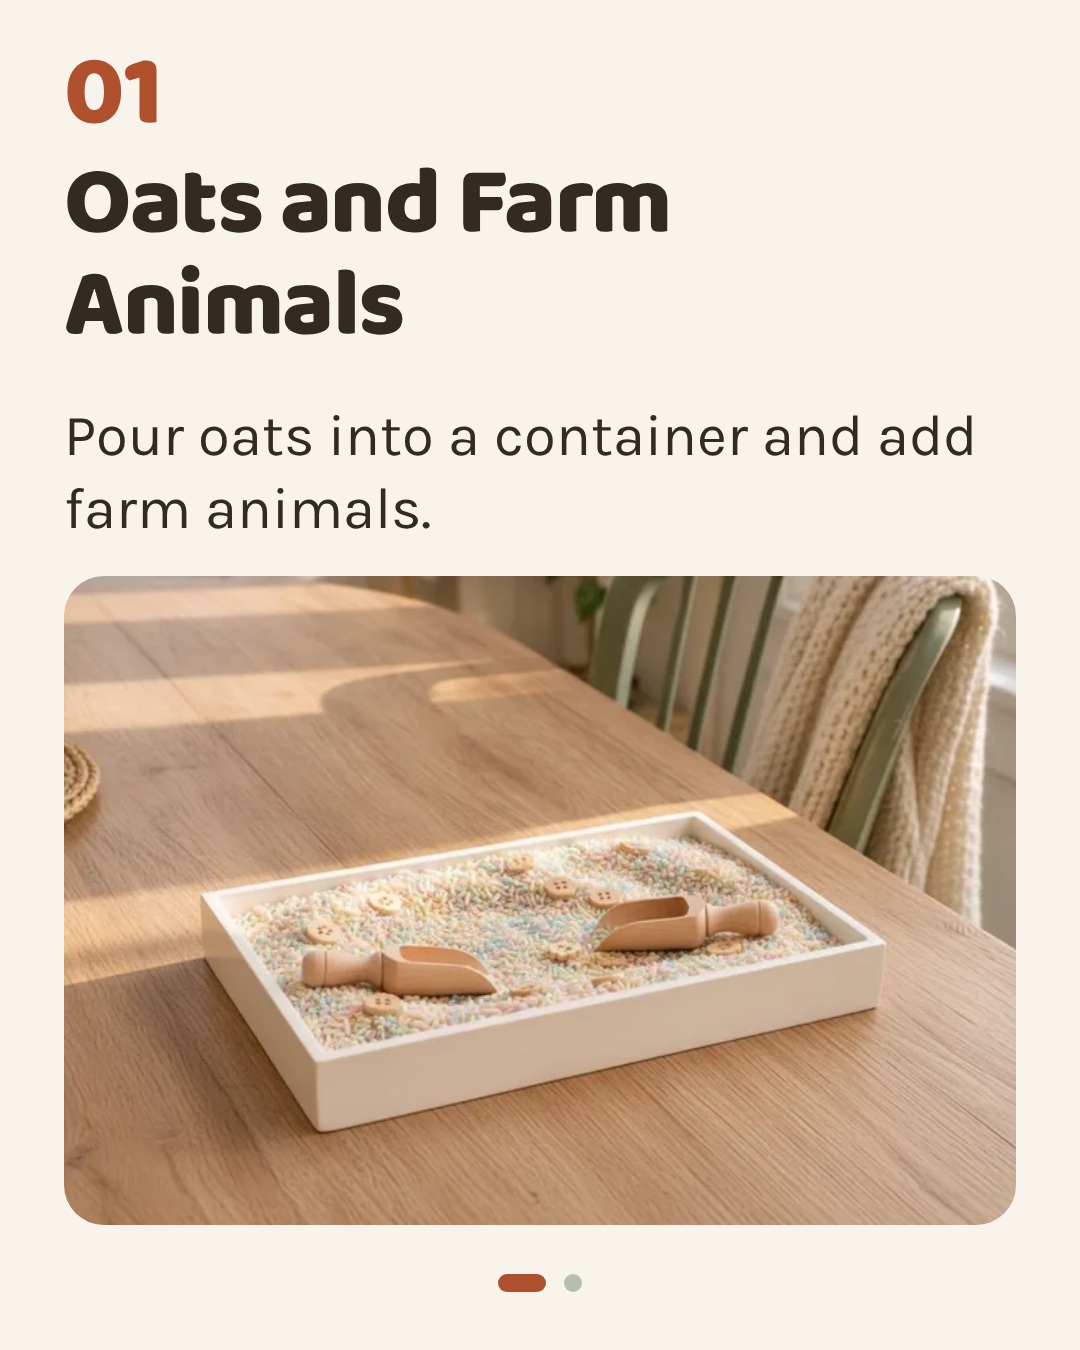 01
Oats and Farm
Animals
Pour oats into a container and add
farm animals.